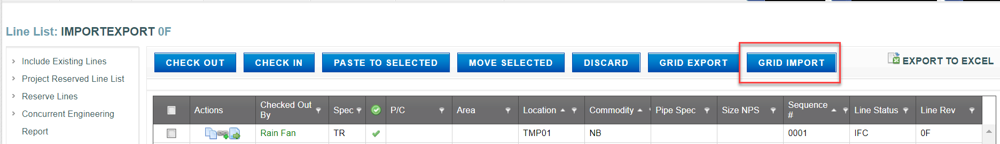 Line List: IMPORTEXPORT 0F
Include Existing Lines
Project Reserved Line List
Reserve Lines
Concurrent Engineering
Report
CHECK OUT CHECK IN PASTE TO SELECTED MOVE SELECTED DISCARD GRID EXPORT GRID IMPORT EXPORT TO EXCEL
Actions Checked Out By Spec P/C Area Location Commodity Pipe Spec Size NPS Sequence # Line Status Line Rev
Rain Fan TR TMP01 NB 0001 IFC 0F